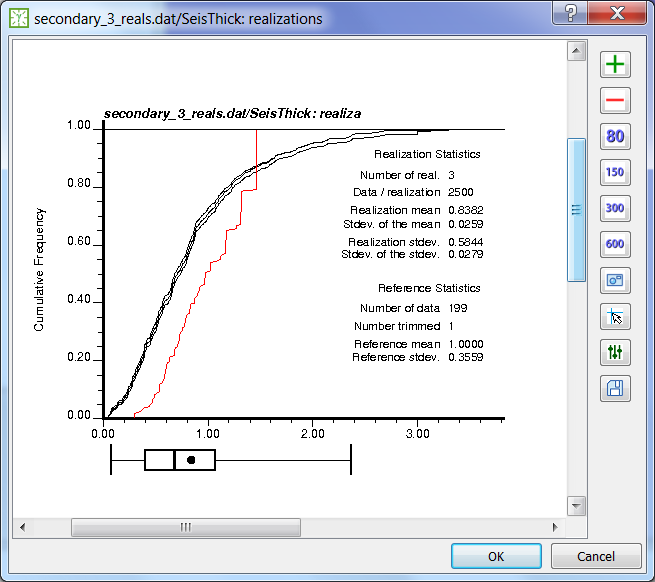 secondary_3_reals.dat/SeisThick: realizations
secondary_3_reals.dat/SeisThick: realiza
Cumulative Frequency
1.00
0.80
0.60
0.40
0.20
0.00
0.00 1.00 2.00 3.00
Realization Statistics
Number of real. 3
Data / realization 2500
Realization mean 0.8382
Stdev. of the mean 0.0259
Realization stdev. 0.5844
Stdev. of the stdev. 0.0279
Reference Statistics
Number of data 199
Number trimmed 1
Reference mean 1.0000
Reference stdev. 0.3559
80
150
300
600
OK
Cancel